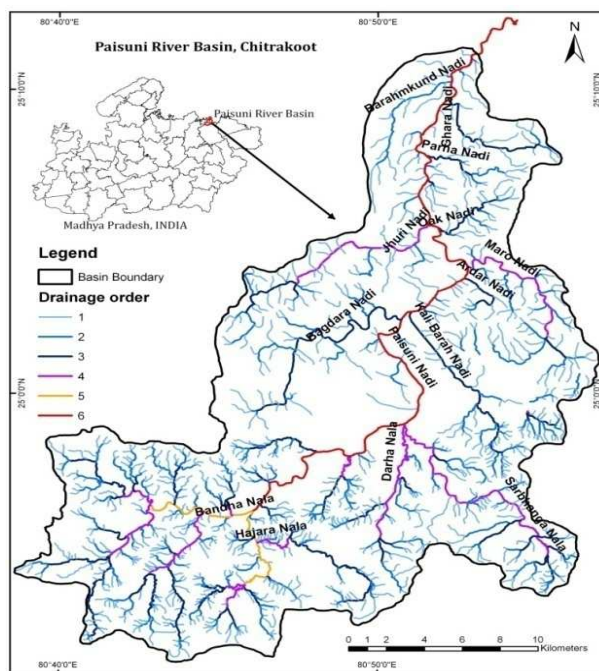 80°40'0"E
80°50'0"E
Paisuni River Basin, Chitrakoot
N
25°10'0"N
25°10'0"N
Barahmkund Nadi
Paisuni River Basin
Ghara Nadi
Parna Nadi
Madhya Pradesh, INDIA
Jhuri Nadi
Nadi
Legend
Maro Nadi
Basin Boundary
Ardar Nadi
Drainage order
1
Bagdara Nadi
2
Kali Barah Nadi
3
Paisuni Nadi
4
25°0'0"N
25°0'0"N
5
6
Darha Nala
Sarbhanga Nala
Bandha Nala
Hajara Nala
0 1 2 4 6 8 10
Kilometers
80°40'0"E
80°50'0"E